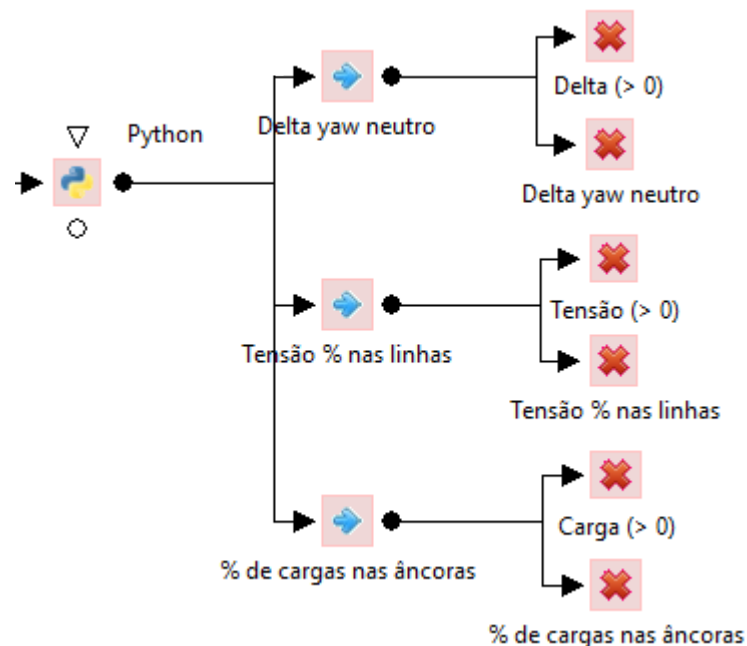 Python
Delta yaw neutro
Delta (> 0)
Delta yaw neutro
Tensão % nas linhas
Tensão (> 0)
Tensão % nas linhas
% de cargas nas âncoras
Carga (> 0)
% de cargas nas âncoras